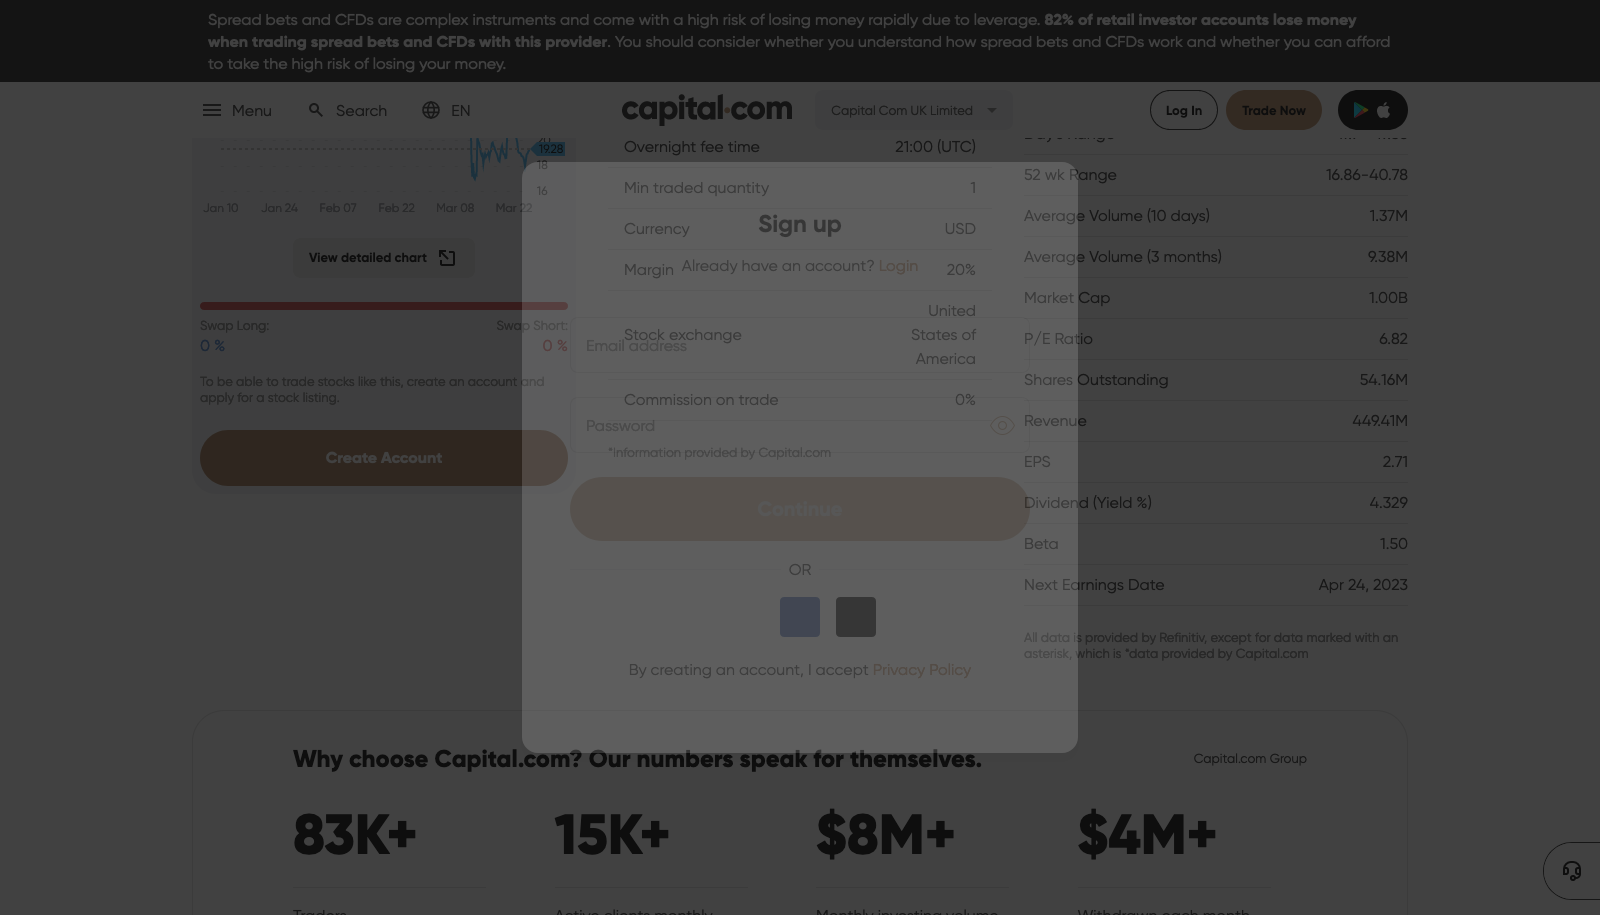 Spread bets and CFDs are complex instruments and come with a high risk of losing money rapidly due to leverage. 82% of retail investor accounts lose money
when trading spread bets and CFDs with this provider. You should consider whether you understand how spread bets and CFDs work and whether you can afford
to take the high risk of losing your money.
Menu
Search
EN
capital.com
Capital Com UK Limited
Log In
Trade Now
19.28
18
16
Jan 10 Jan 24 Feb 07 Feb 22 Mar 08 Mar 22
View detailed chart
Swap Long:
Swap Short:
0 %
0 %
To be able to trade stocks like this, create an account and
apply for a stock listing.
Create Account
Overnight fee time 21:00 (UTC)
Min traded quantity 1
Currency USD
Margin 20%
Stock exchange
United
States of
America
Commission on trade 0%
*Information provided by Capital.com
Sign up
Already have an account? Login
Email address
Password
Continue
OR
By creating an account, I accept Privacy Policy
52 wk Range 16.86-40.78
Average Volume (10 days) 1.37M
Average Volume (3 months) 9.38M
Market Cap 1.00B
P/E Ratio 6.82
Shares Outstanding 54.16M
Revenue 449.41M
EPS 2.71
Dividend (Yield %) 4.329
Beta 1.50
Next Earnings Date Apr 24, 2023
All data is provided by Refinitiv, except for data marked with an
asterisk, which is *data provided by Capital.com
Why choose Capital.com? Our numbers speak for themselves.
Capital.com Group
83K+
15K+
$8M+
$4M+
Traders
Active clients monthly
Monthly investing volume
Withdrawn each month